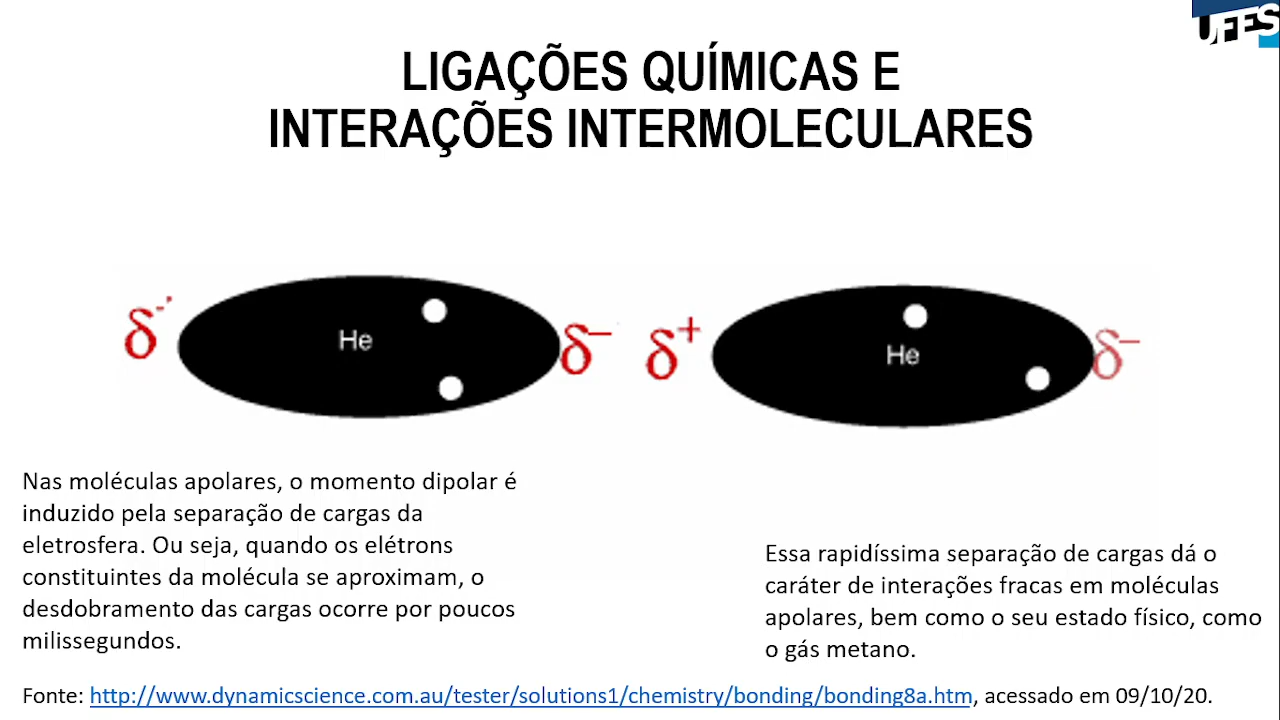 UFES
LIGAÇÕES QUÍMICAS E
INTERAÇÕES INTERMOLECULARES
δ
He
δ−
δ+
He
δ−
Nas moléculas apolares, o momento dipolar é
induzido pela separação de cargas da
eletrosfera. Ou seja, quando os elétrons
constituintes da molécula se aproximam, o
desdobramento das cargas ocorre por poucos
milissegundos.
Essa rapidíssima separação de cargas dá o
caráter de interações fracas em moléculas
apolares, bem como o seu estado físico, como
o gás metano.
Fonte: http://www.dynamicscience.com.au/tester/solutions1/chemistry/bonding/bonding8a.htm, acessado em 09/10/20.